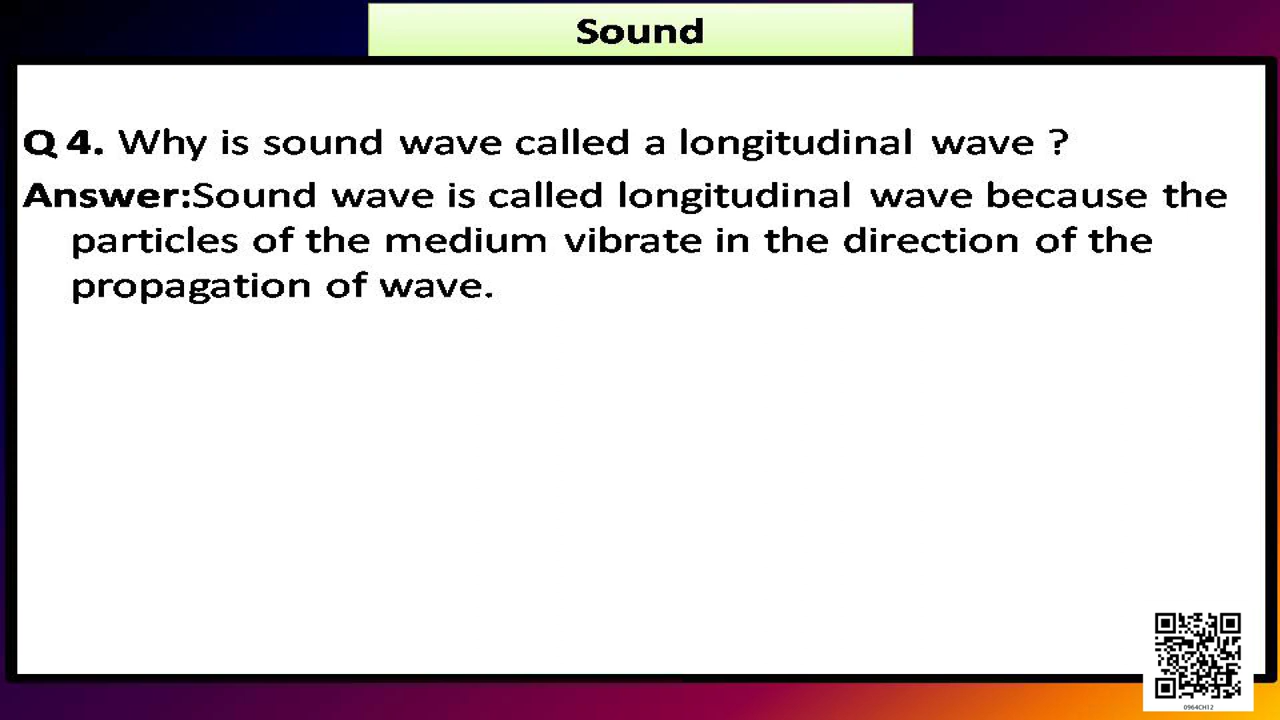 Sound
Q 4. Why is sound wave called a longitudinal wave ?
Answer:Sound wave is called longitudinal wave because the
particles of the medium vibrate in the direction of the
propagation of wave.
0964CH12